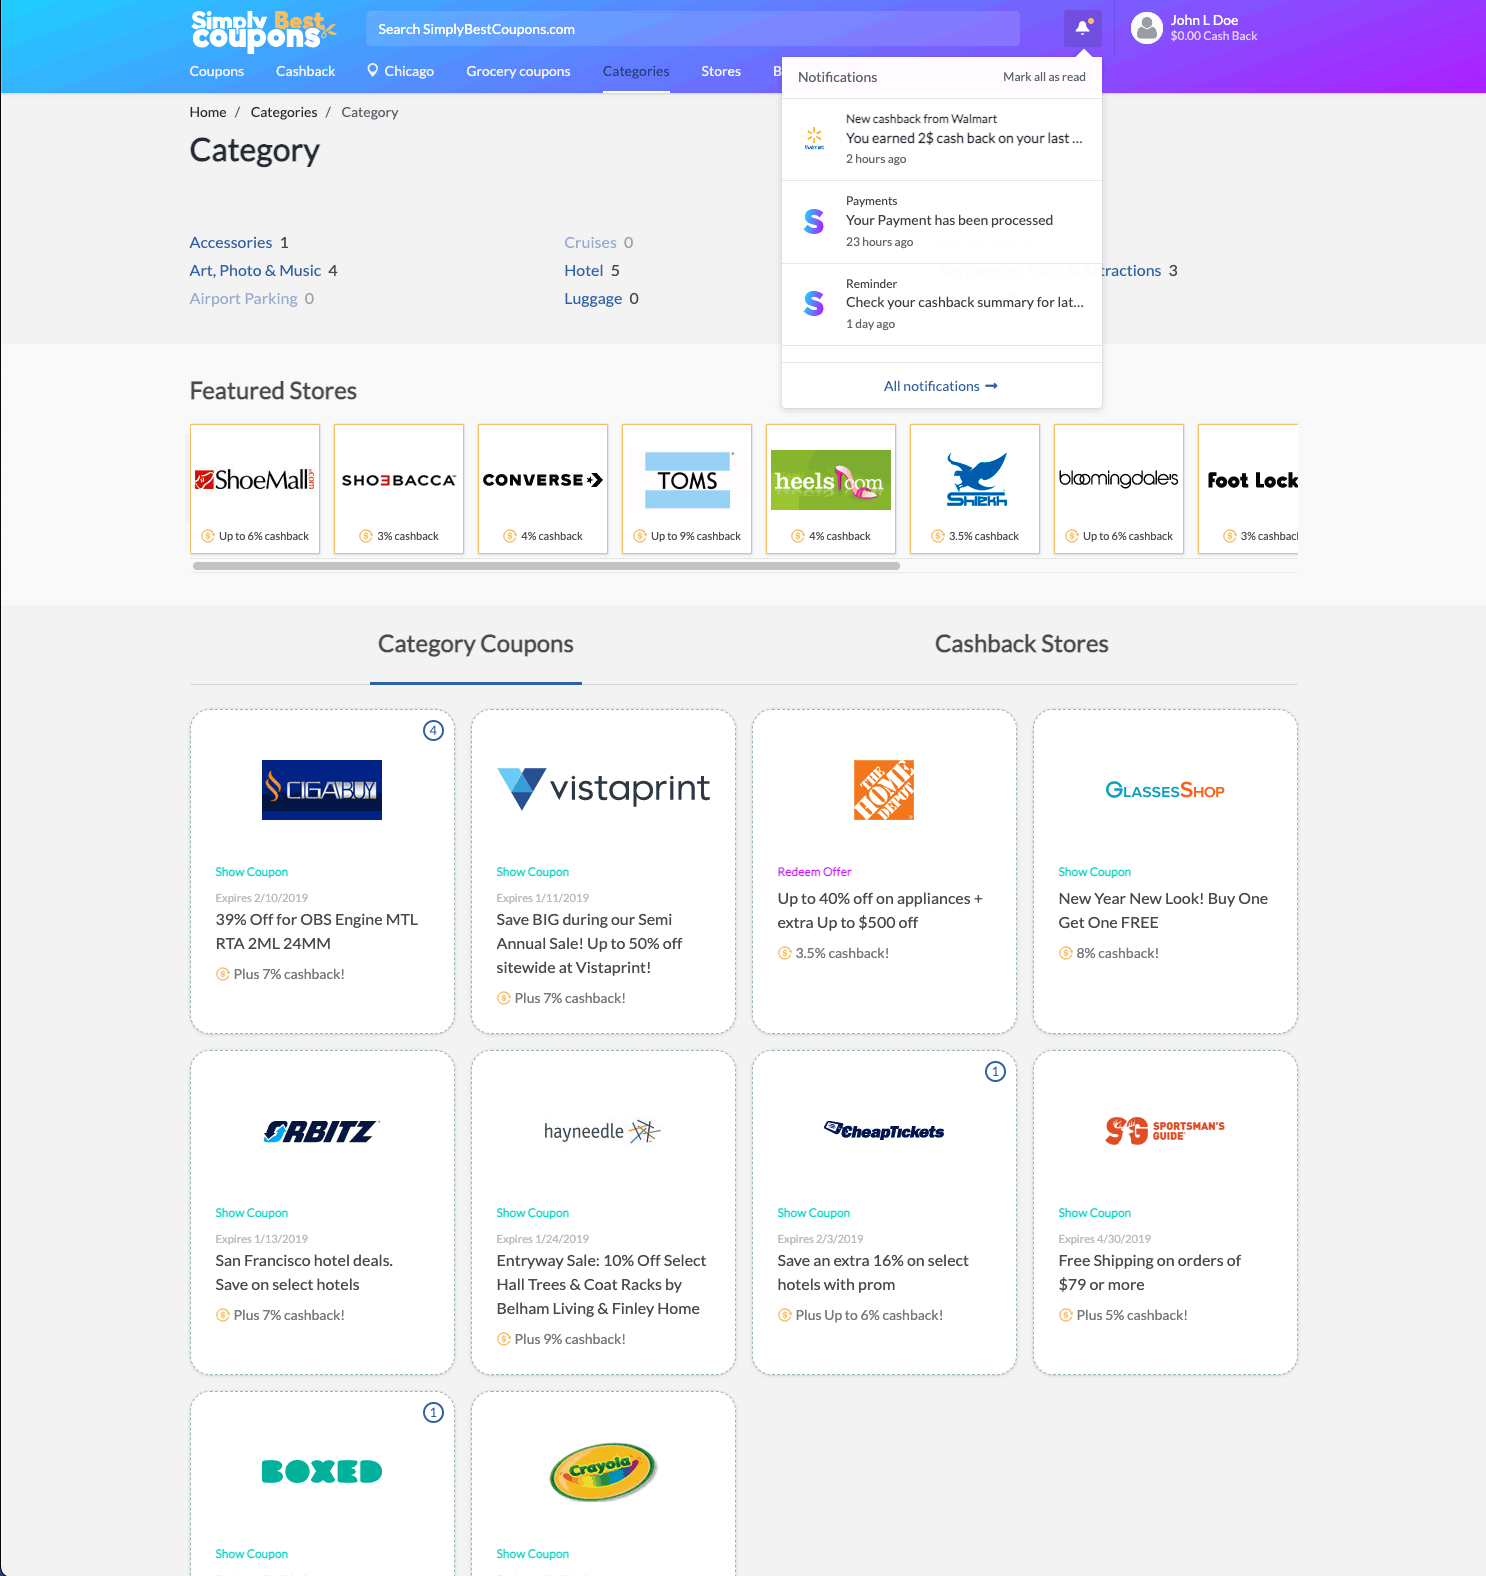 Simply Best
coupons
Search SimplyBestCoupons.com
John L Doe
$0.00 Cash Back
Coupons Cashback Chicago Grocery coupons Categories Stores B
Notifications Mark all as read
New cashback from Walmart
You earned 2$ cash back on your last ...
2 hours ago
Walmart
Payments
Your Payment has been processed
23 hours ago
Reminder
Check your cashback summary for lat...
1 day ago
All notifications
Home / Categories / Category
Category
Accessories 1
Art, Photo & Music 4
Airport Parking 0
Cruises 0
Hotel 5
Luggage 0
tractions 3
Featured Stores
ShoeMall.com
Up to 6% cashback
SHOEBACCA
3% cashback
CONVERSE
4% cashback
TOMS
Up to 9% cashback
heels.com
4% cashback
Shiekh
3.5% cashback
bloomingdale's
Up to 6% cashback
Foot Lock
3% cashbac
Category Coupons Cashback Stores
4
CIGABUY
Show Coupon
Expires 2/10/2019
39% Off for OBS Engine MTL
RTA 2ML 24MM
Plus 7% cashback!
vistaprint
Show Coupon
Expires 1/11/2019
Save BIG during our Semi
Annual Sale! Up to 50% off
sitewide at Vistaprint!
Plus 7% cashback!
THE
HOME
DEPOT
Redeem Offer
Up to 40% off on appliances +
extra Up to $500 off
3.5% cashback!
GLASSESSHOP
Show Coupon
New Year New Look! Buy One
Get One FREE
8% cashback!
ORBITZ
Show Coupon
Expires 1/13/2019
San Francisco hotel deals.
Save on select hotels
Plus 7% cashback!
hayneedle
Show Coupon
Expires 1/24/2019
Entryway Sale: 10% Off Select
Hall Trees & Coat Racks by
Belham Living & Finley Home
Plus 9% cashback!
1
CheapTickets
Show Coupon
Expires 2/3/2019
Save an extra 16% on select
hotels with prom
Plus Up to 6% cashback!
SG SPORTSMAN'S
GUIDE
Show Coupon
Expires 4/30/2019
Free Shipping on orders of
$79 or more
Plus 5% cashback!
1
BOXED
Show Coupon
Crayola
Show Coupon